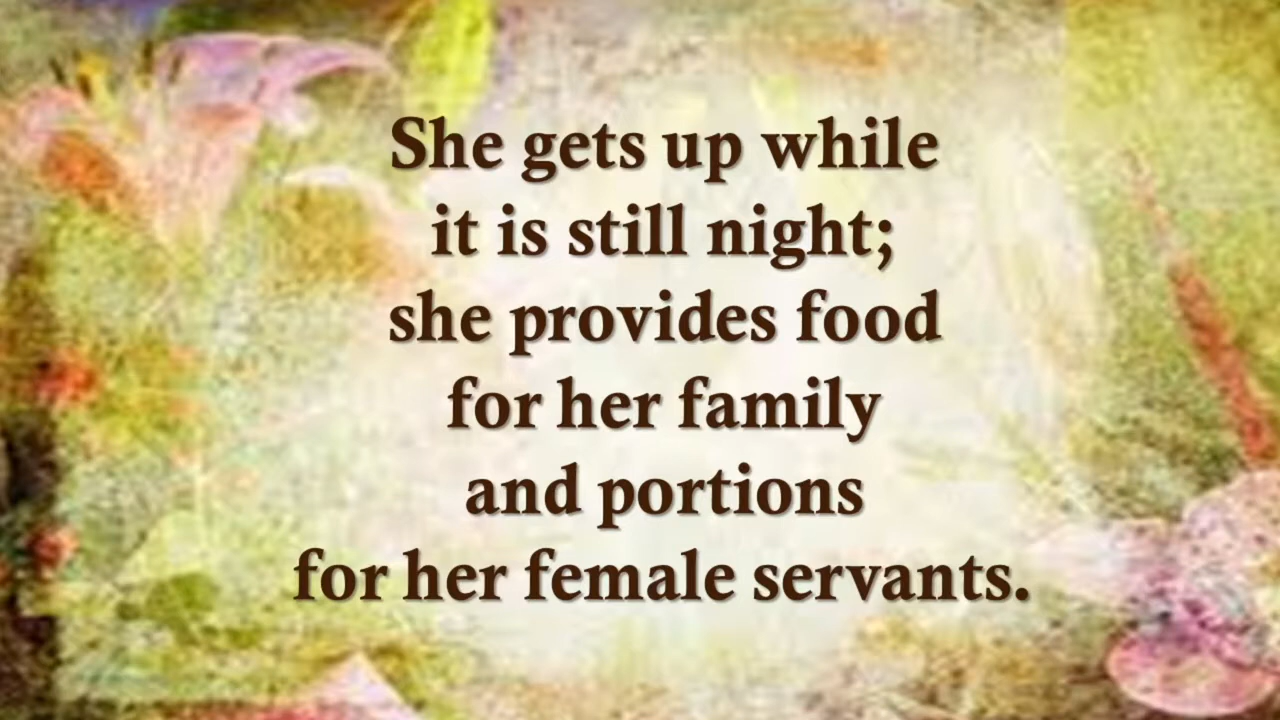 She gets up while
it is still night;
she provides food
for her family
and portions
for her female servants.